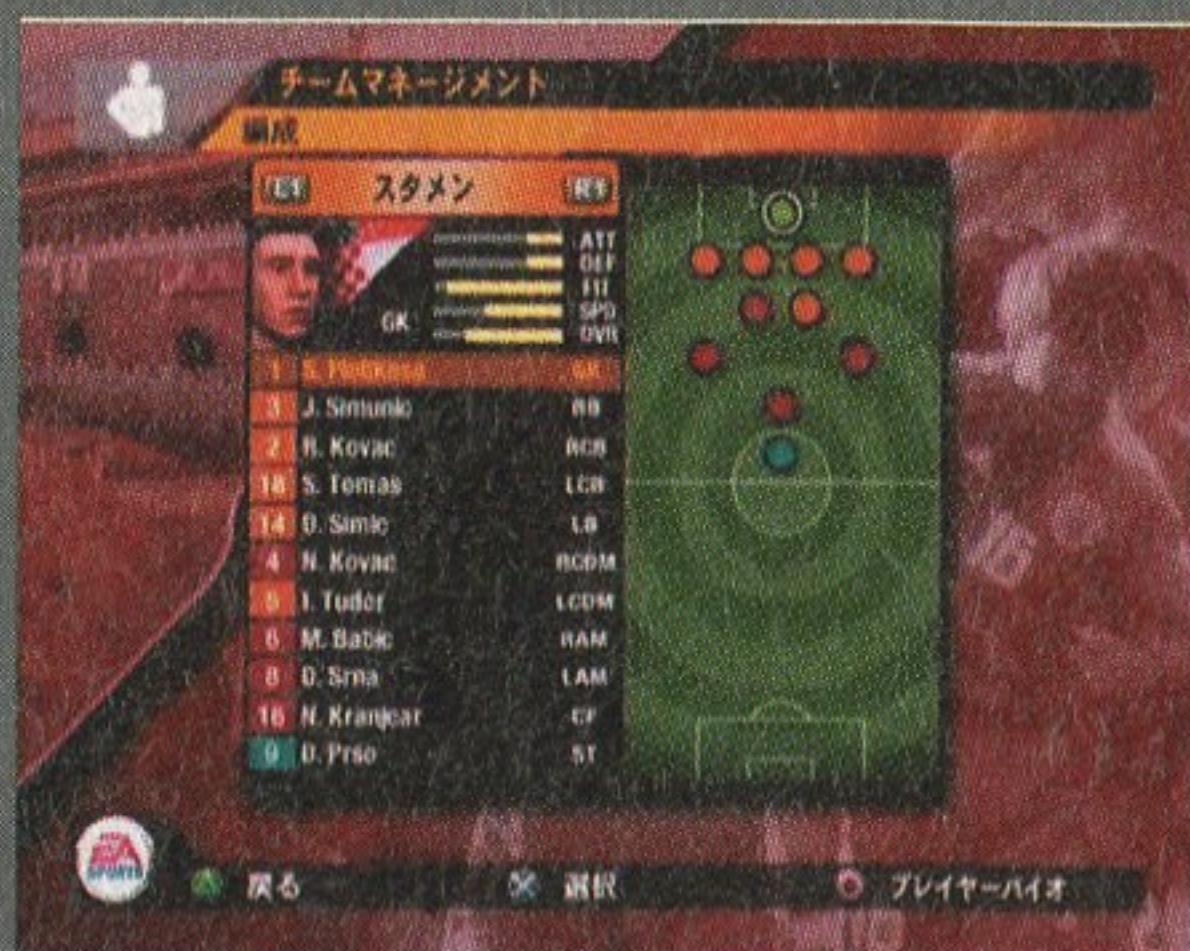 チームマネージメント
編成
L1 スタメン R1
ATT
DEF
FIT
SPD
GK OVR
1 S. Pletikosa GK
3 J. Simunic RB
2 R. Kovac RCB
18 S. Tomas LCB
14 D. Simic LB
4 N. Kovac RCDM
5 I. Tudor LCDM
6 M. Babic RAM
8 D. Srna LAM
16 N. Kranjcar CF
9 D. Prso ST
EA
SPORTS
戻る 選択 プレイヤーバイオ